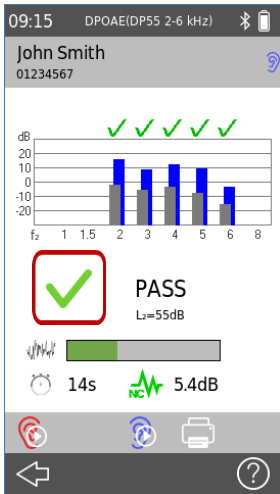 09:15 DPOAE(DP55 2-6 kHz)
John Smith
01234567
dB
20
10
0
-10
-20
f₂ 1 1.5 2 3 4 5 6 8
PASS
L₂=55dB
14s NC 5.4dB
?